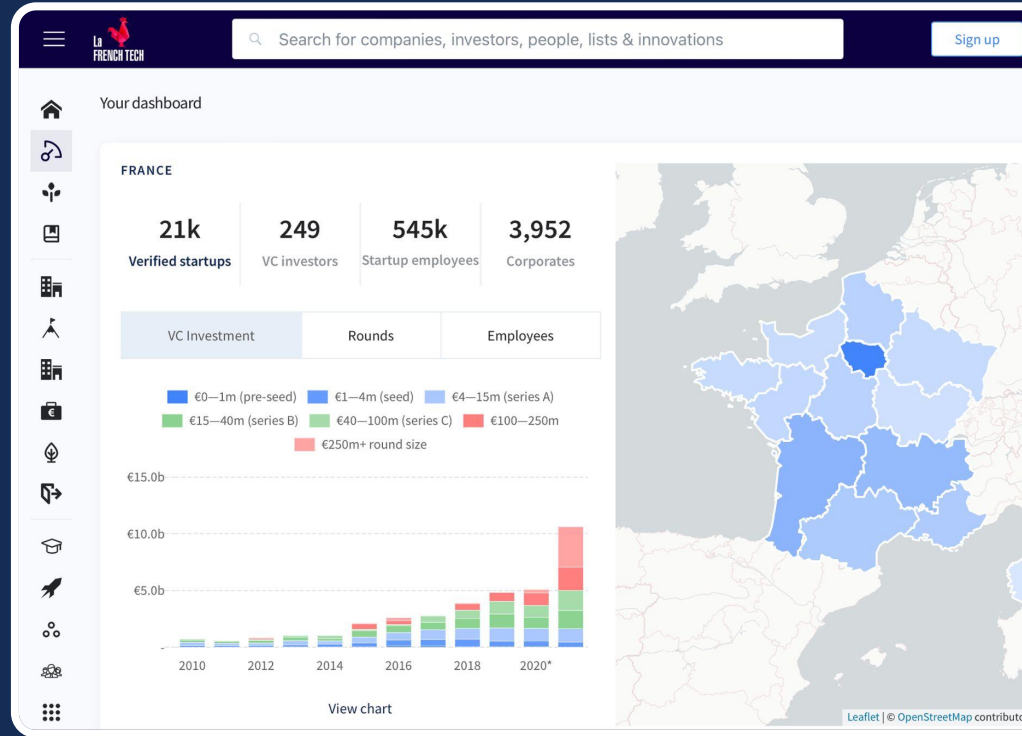 La
FRENCH TECH
Search for companies, investors, people, lists & innovations
Sign up
Your dashboard
FRANCE
21k 249 545k 3,952
Verified startups VC investors Startup employees Corporates
VC Investment Rounds Employees
€0—1m (pre-seed) €1—4m (seed) €4—15m (series A)
€15—40m (series B) €40—100m (series C) €100—250m
€250m+ round size
€15.0b
€10.0b
€5.0b
-
2010 2012 2014 2016 2018 2020*
View chart
Leaflet | © OpenStreetMap contributo